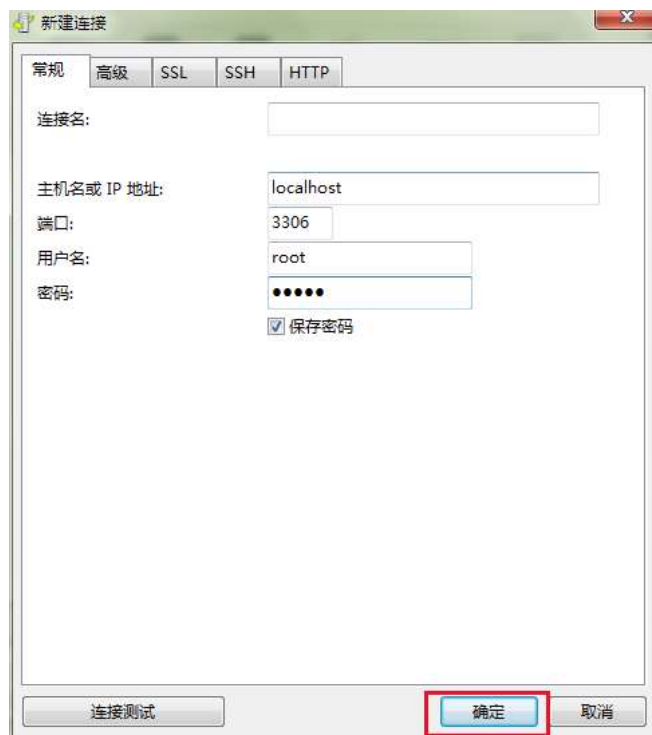 新建连接
常规 高级 SSL SSH HTTP
连接名:
主机名或 IP 地址: localhost
端口: 3306
用户名: root
密码: •••••
保存密码
连接测试 确定 取消